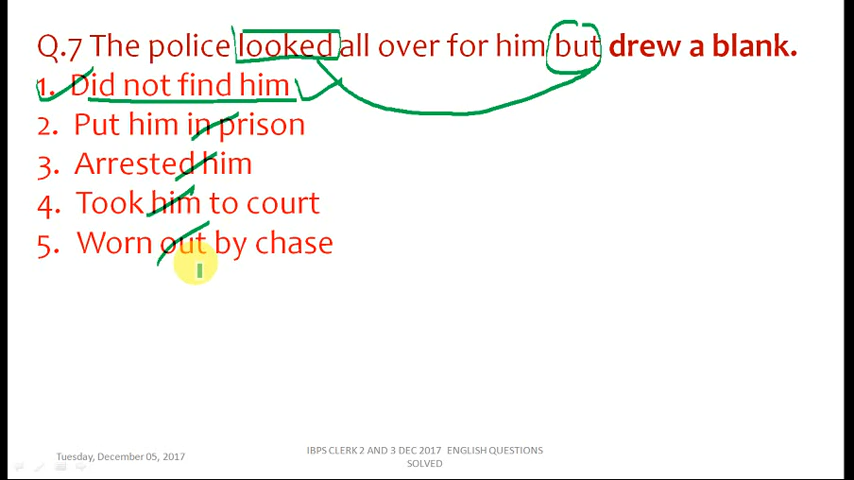 Q.7 The police looked all over for him but drew a blank.
1. Did not find him
2. Put him in prison
3. Arrested him
4. Took him to court
5. Worn out by chase
Tuesday, December 05, 2017
IBPS CLERK 2 AND 3 DEC 2017 ENGLISH QUESTIONS
SOLVED